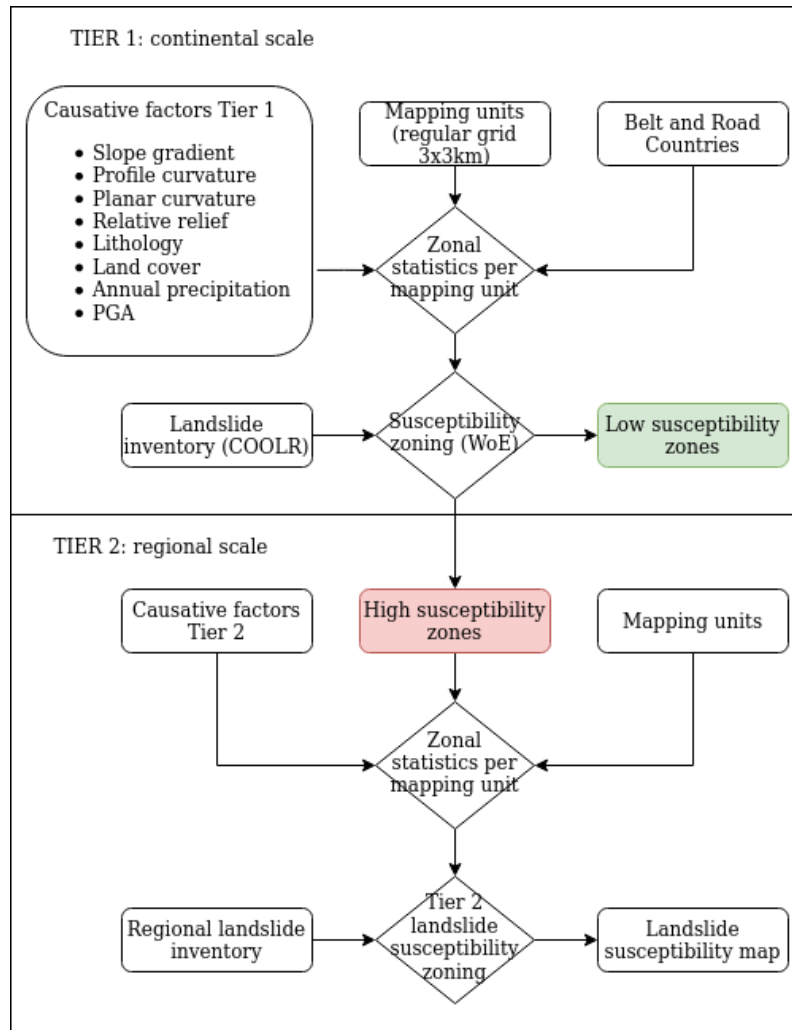 TIER 1: continental scale
Causative factors Tier 1
• Slope gradient
• Profile curvature
• Planar curvature
• Relative relief
• Lithology
• Land cover
• Annual precipitation
• PGA
Mapping units
(regular grid
3x3km)
Belt and Road
Countries
Zonal
statistics per
mapping unit
Landslide
inventory (COOLR)
Susceptibility
zoning (WoE)
Low susceptibility
zones
TIER 2: regional scale
Causative factors
Tier 2
High susceptibility
zones
Mapping units
Zonal
statistics per
mapping unit
Regional landslide
inventory
Tier 2
landslide
susceptibility
zoning
Landslide
susceptibility map